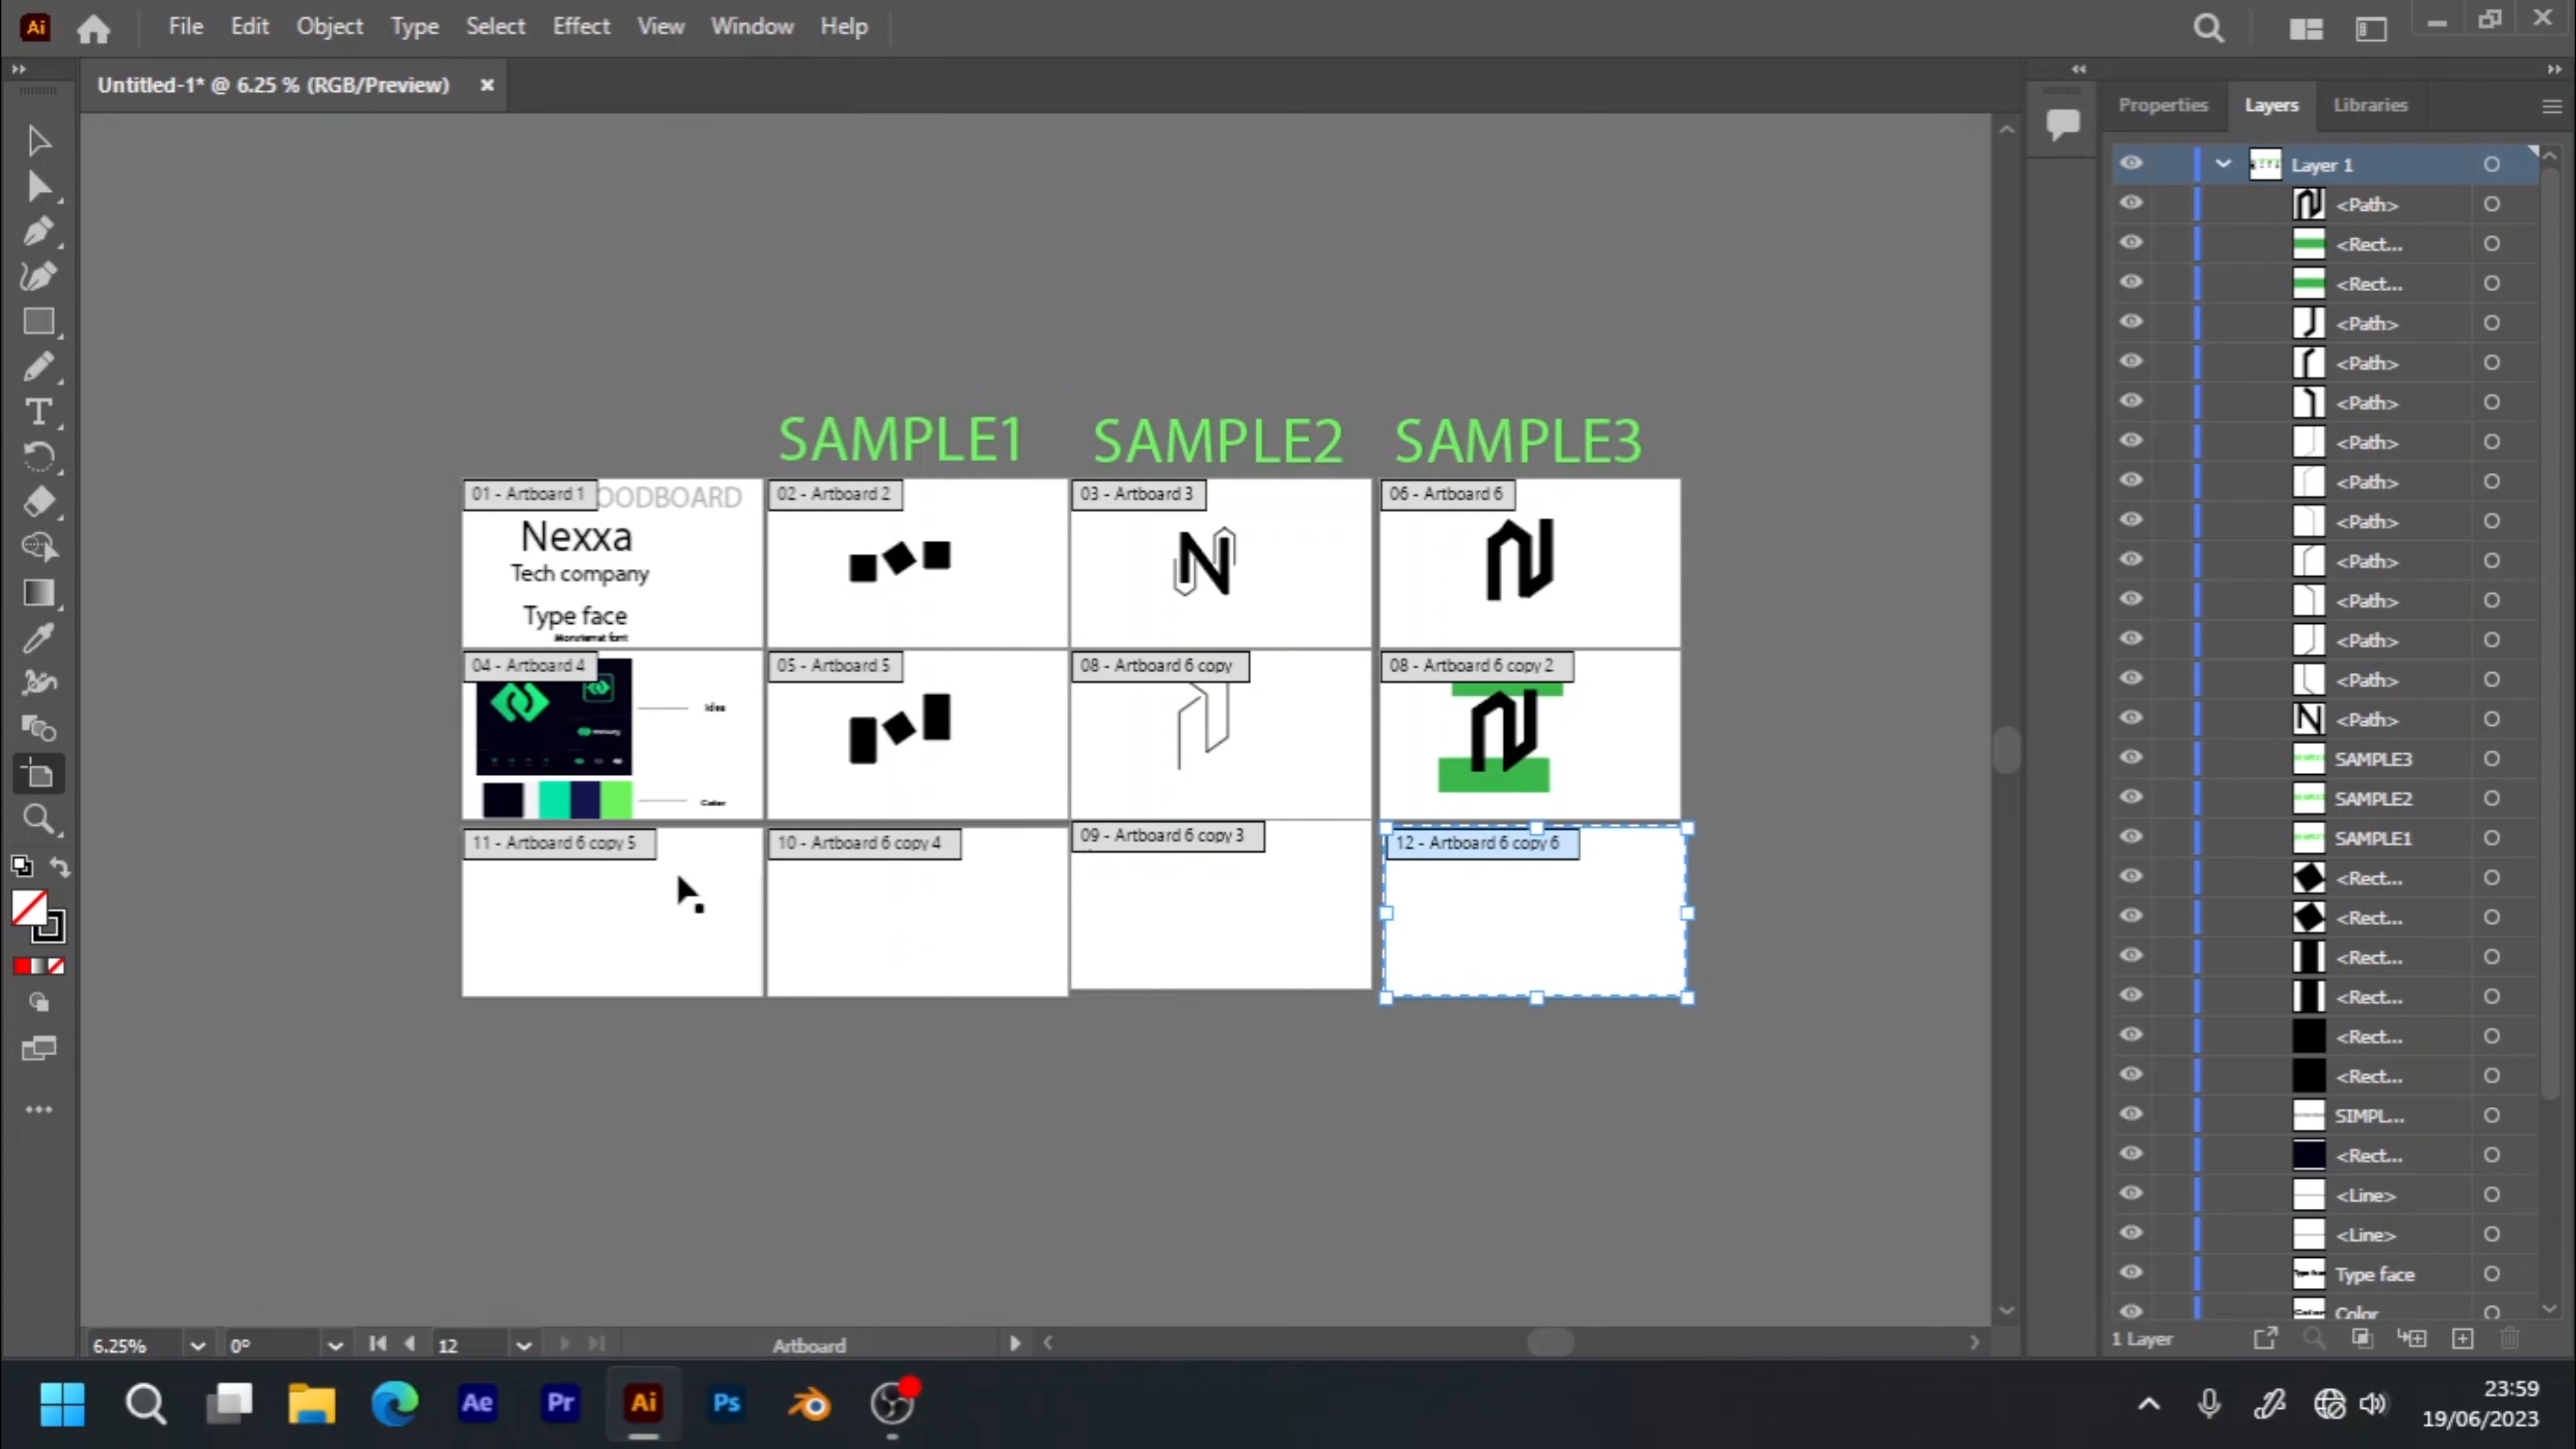 Ai File Edit Object Type Select Effect View Window Help
Untitled-1* @ 6.25 % (RGB/Preview)
Properties Layers Libraries
Layer 1
<Path>
<Rect...
<Rect...
<Path>
<Path>
<Path>
<Path>
<Path>
<Path>
<Path>
<Path>
<Path>
<Path>
<Path>
SAMPLE3
SAMPLE2
SAMPLE1
<Rect...
<Rect...
<Rect...
<Rect...
<Rect...
<Rect...
SIMPL...
<Rect...
<Line>
<Line>
Type face
Color
1 Layer
SAMPLE1 SAMPLE2 SAMPLE3
01 - Artboard 1 OODBOARD 02 - Artboard 2 03 - Artboard 3 06 - Artboard 6
Nexxa
Tech company
Type face
N
04 - Artboard 4 05 - Artboard 5 08 - Artboard 6 copy 08 - Artboard 6 copy 2
Idea
Color
11 - Artboard 6 copy 5 10 - Artboard 6 copy 4 09 - Artboard 6 copy 3 12 - Artboard 6 copy 6
6.25% 0° 12 Artboard
Ae Pr Ai Ps
23:59
19/06/2023